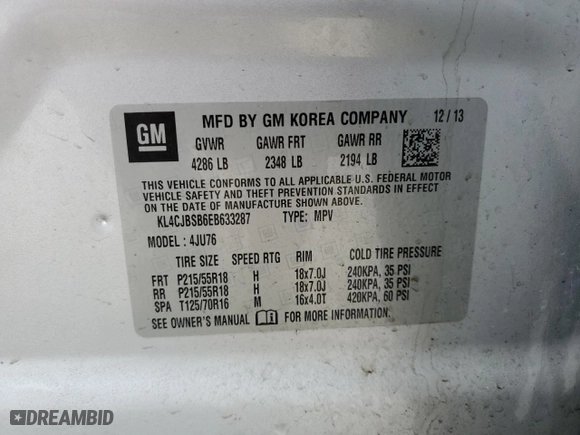 GM
MFD BY GM KOREA COMPANY 12/13
GVWR GAWR FRT GAWR RR
4286 LB 2348 LB 2194 LB
THIS VEHICLE CONFORMS TO ALL APPLICABLE U.S. FEDERAL MOTOR
VEHICLE SAFETY AND THEFT PREVENTION STANDARDS IN EFFECT
ON THE DATE OF MANUFACTURE SHOWN ABOVE.
KL4CJBSB6EB633287 TYPE: MPV
MODEL: 4JU76
TIRE SIZE SPEED RTG RIM COLD TIRE PRESSURE
FRT P215/55R18 H 18x7.0J 240KPA, 35 PSI
RR P215/55R18 H 18x7.0J 240KPA, 35 PSI
SPA T125/70R16 M 16x4.0T 420KPA, 60 PSI
SEE OWNER'S MANUAL FOR MORE INFORMATION.
DREAMBID